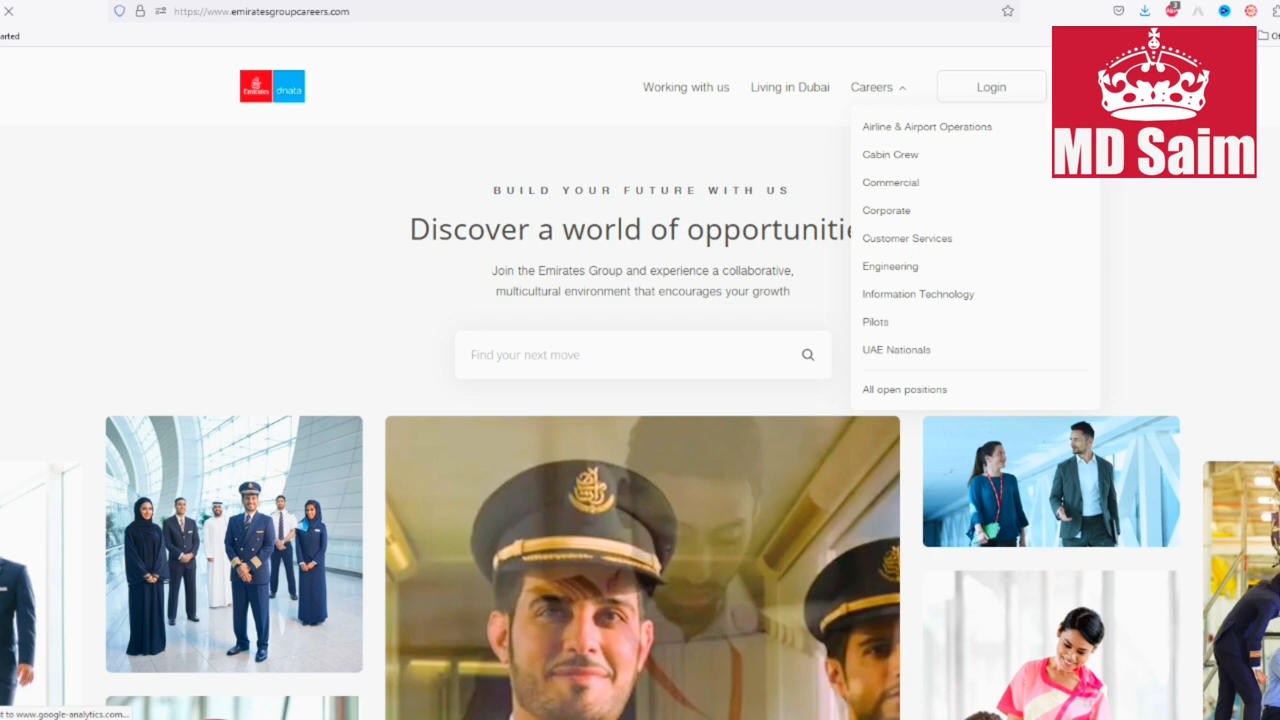 https://www.emiratesgroupcareers.com
arted
Emirates
dnata
Working with us
Living in Dubai
Careers
Login
MD Saim
Airline & Airport Operations
Cabin Crew
Commercial
Corporate
Customer Services
Engineering
Information Technology
Pilots
UAE Nationals
All open positions
BUILD YOUR FUTURE WITH US
Discover a world of opportunitie
Join the Emirates Group and experience a collaborative,
multicultural environment that encourages your growth
Find your next move
t to www.google-analytics.com...